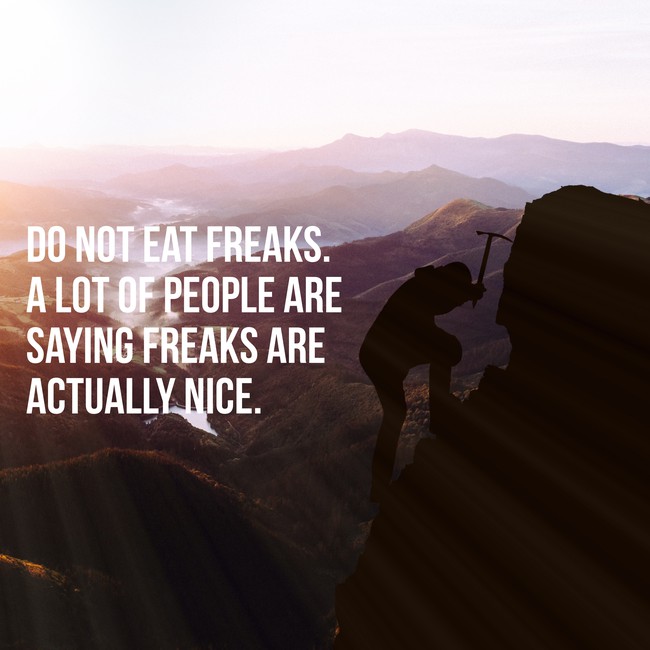 DO NOT EAT FREAKS.
A LOT OF PEOPLE ARE
SAYING FREAKS ARE
ACTUALLY NICE.